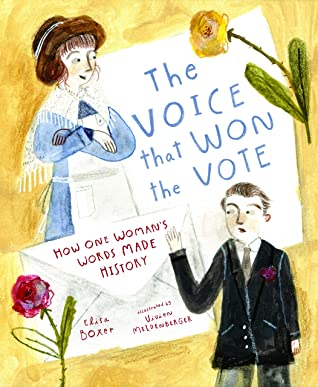 The
VOICE
that WON
the VOTE
HOW ONE WOMAN'S
WORDS MADE
HISTORY
Elisa
BOXER
illustrated by
VIVIEN
MILDENBERGER